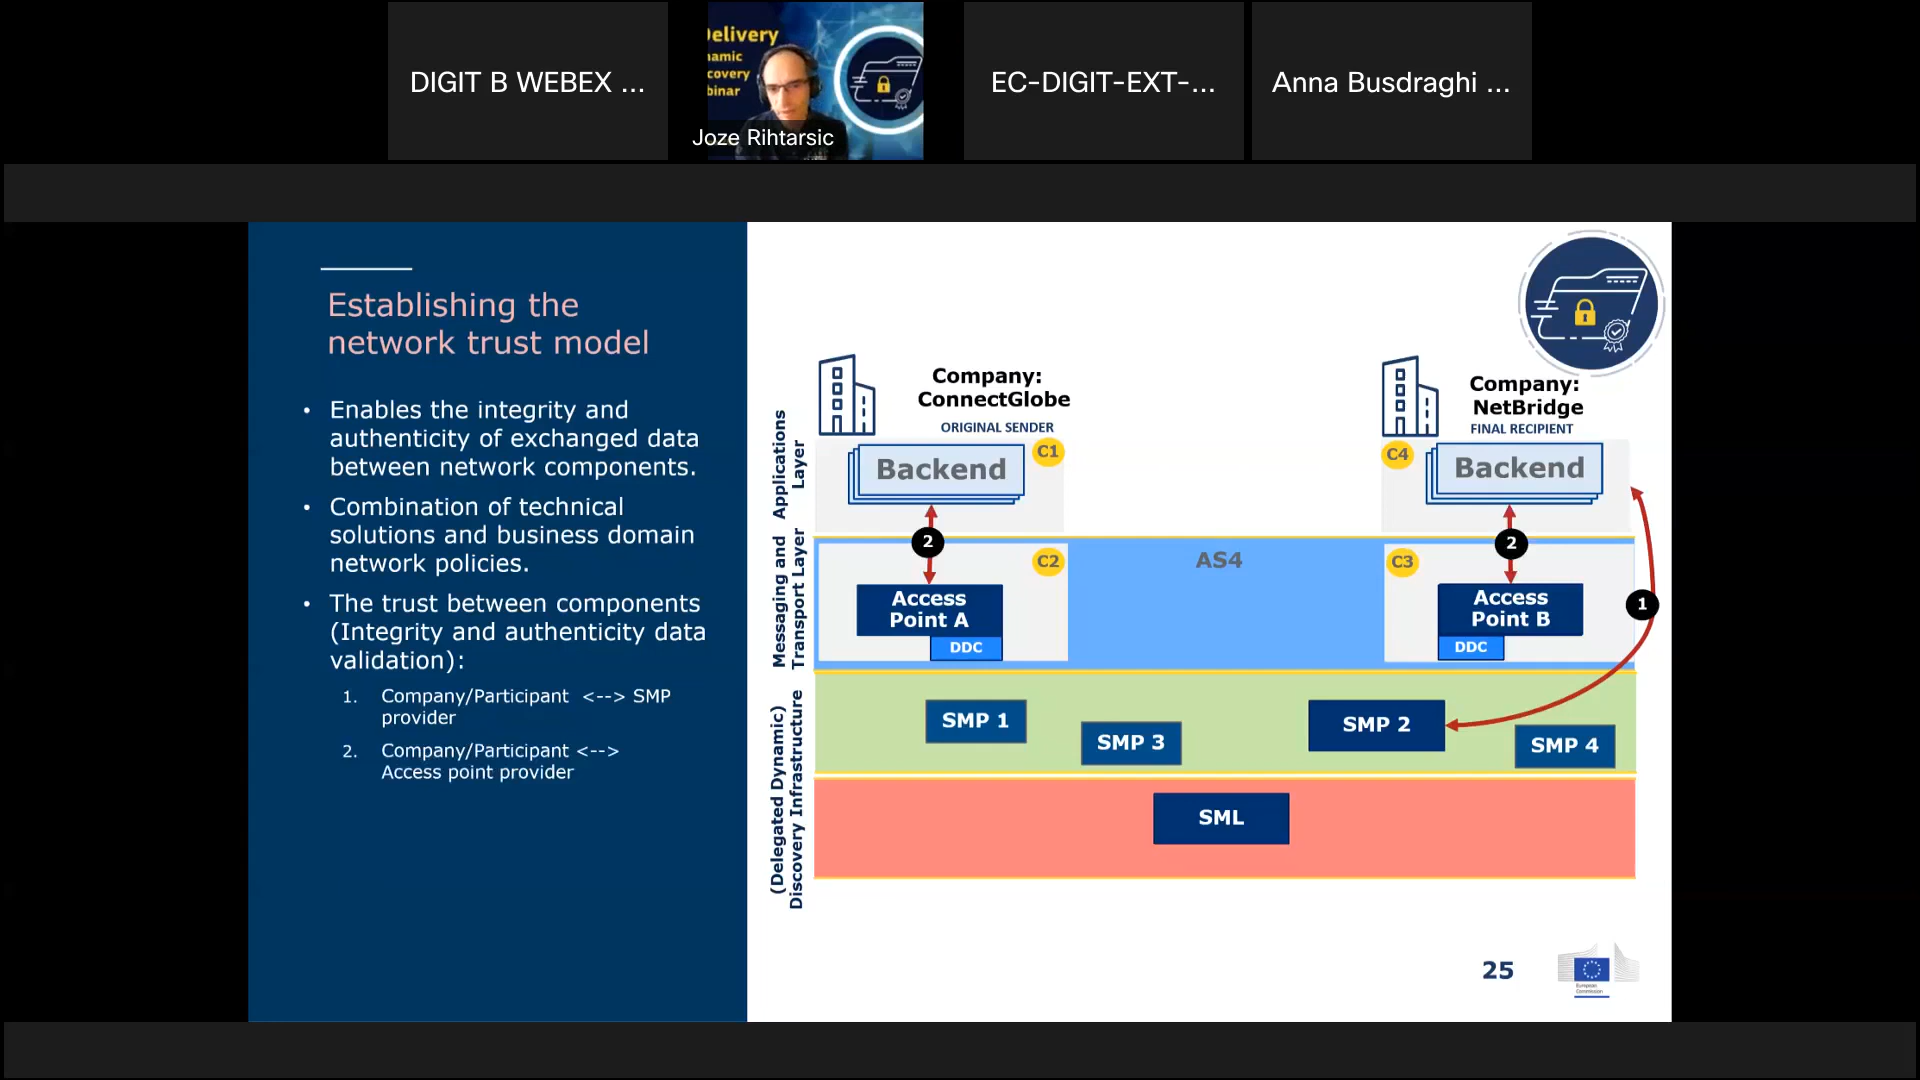 DIGIT B WEBEX ...
Delivery
namic
covery
binar
Joze Rihtarsic
EC-DIGIT-EXT-...
Anna Busdraghi ...
Establishing the
network trust model
• Enables the integrity and
authenticity of exchanged data
between network components.
• Combination of technical
solutions and business domain
network policies.
• The trust between components
(Integrity and authenticity data
validation):
1. Company/Participant <--> SMP
provider
2. Company/Participant <-->
Access point provider
Company:
ConnectGlobe
ORIGINAL SENDER
Company:
NetBridge
FINAL RECIPIENT
Applications
Layer
Backend
C1
C4
Backend
2
2
Messaging and
Transport Layer
C2
AS4
C3
Access
Point A
DDC
Access
Point B
DDC
1
(Delegated Dynamic)
Discovery Infrastructure
SMP 1
SMP 3
SMP 2
SMP 4
SML
25
European
Commission